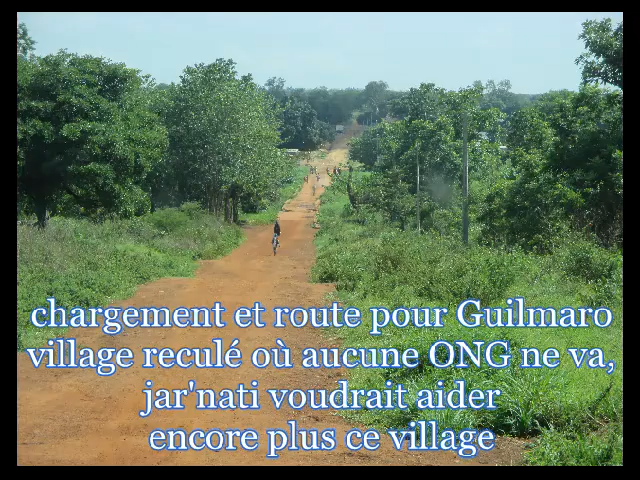 chargement et route pour Guilmaro
village reculé où aucune ONG ne va,
jar'nati voudrait aider
encore plus ce village